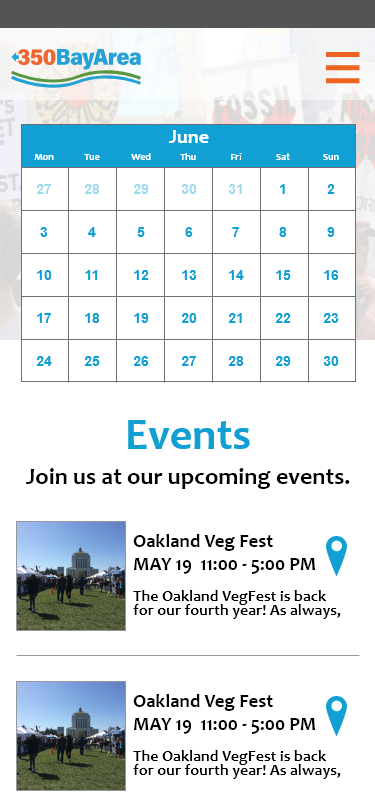 350BayArea
FOSSIL
June
Mon Tue Wed Thu Fri Sat Sun
27 28 29 30 31 1 2
3 4 5 6 7 8 9
10 11 12 13 14 15 16
17 18 19 20 21 22 23
24 25 26 27 28 29 30
Events
Join us at our upcoming events.
Oakland Veg Fest
MAY 19 11:00 - 5:00 PM
The Oakland VegFest is back
for our fourth year! As always,
Oakland Veg Fest
MAY 19 11:00 - 5:00 PM
The Oakland VegFest is back
for our fourth year! As always,